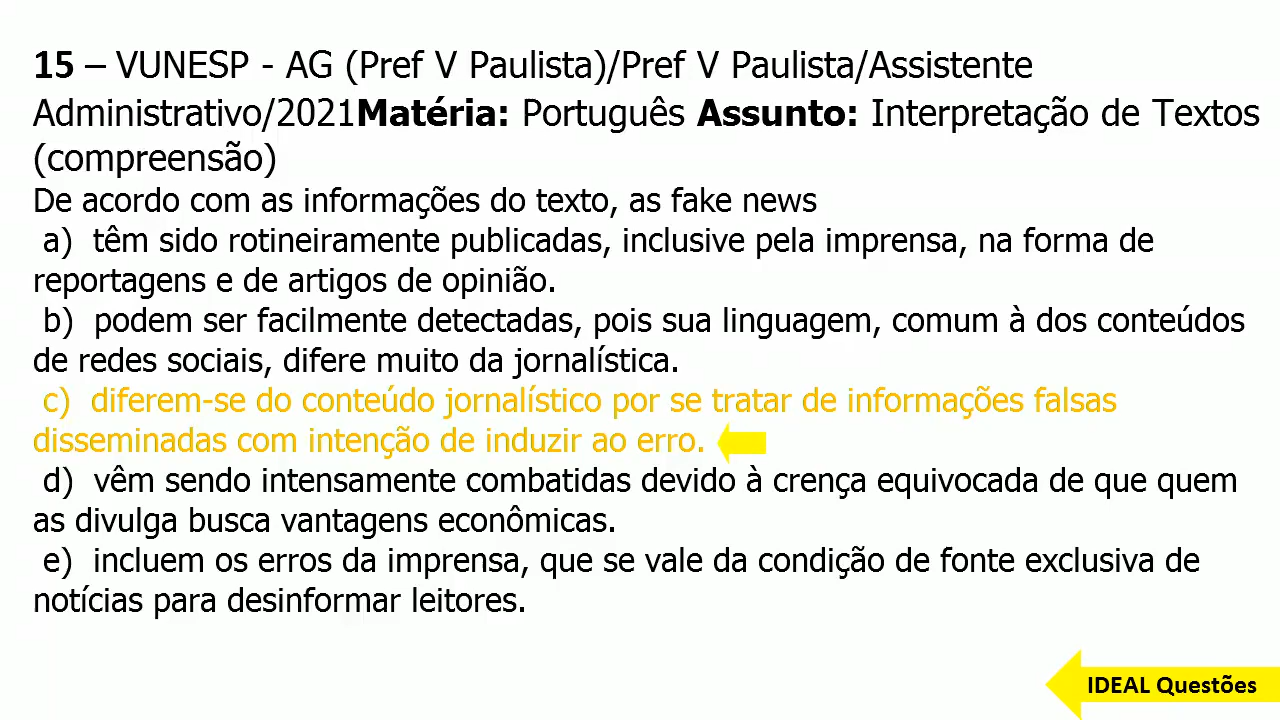 15 – VUNESP - AG (Pref V Paulista)/Pref V Paulista/Assistente
Administrativo/2021Matéria: Português Assunto: Interpretação de Textos
(compreensão)
De acordo com as informações do texto, as fake news
a) têm sido rotineiramente publicadas, inclusive pela imprensa, na forma de
reportagens e de artigos de opinião.
b) podem ser facilmente detectadas, pois sua linguagem, comum à dos conteúdos
de redes sociais, difere muito da jornalística.
c) diferem-se do conteúdo jornalístico por se tratar de informações falsas
disseminadas com intenção de induzir ao erro.
d) vêm sendo intensamente combatidas devido à crença equivocada de que quem
as divulga busca vantagens econômicas.
e) incluem os erros da imprensa, que se vale da condição de fonte exclusiva de
notícias para desinformar leitores.
IDEAL Questões